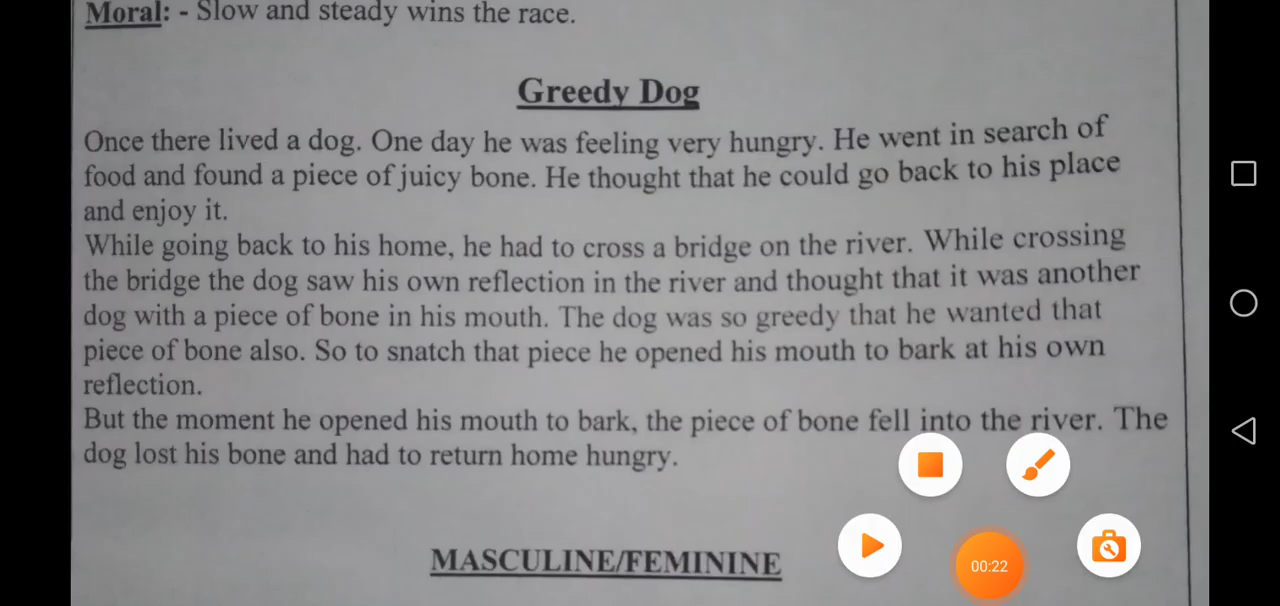 Moral: - Slow and steady wins the race.
Greedy Dog
Once there lived a dog. One day he was feeling very hungry. He went in search of
food and found a piece of juicy bone. He thought that he could go back to his place
and enjoy it.
While going back to his home, he had to cross a bridge on the river. While crossing
the bridge the dog saw his own reflection in the river and thought that it was another
dog with a piece of bone in his mouth. The dog was so greedy that he wanted that
piece of bone also. So to snatch that piece he opened his mouth to bark at his own
reflection.
But the moment he opened his mouth to bark, the piece of bone fell into the river. The
dog lost his bone and had to return home hungry.
MASCULINE/FEMININE
00:22